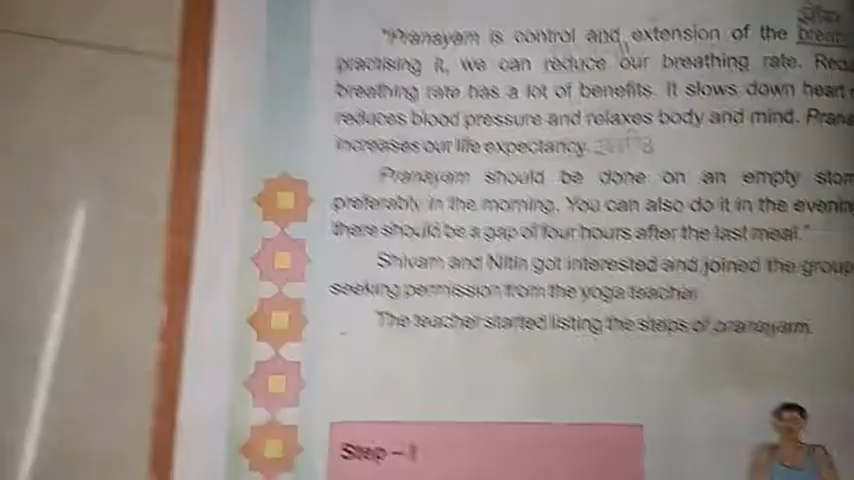 "Pranayam is control and extension of the breath
practising it, we can reduce our breathing rate.
breathing rate has a lot of benefits. It slows down heart
reduces blood pressure and relaxes body and mind.
increases our life expectancy.
Pranayam should be done on an empty
preferably in the morning. You can also do it in the evenin
there should be a gap of four hours after the last meal."
Shivam and Nitin got interested and joined the group
seeking permission from the yoga teacher.
The teacher started listing the steps of pranayam.
Step – I